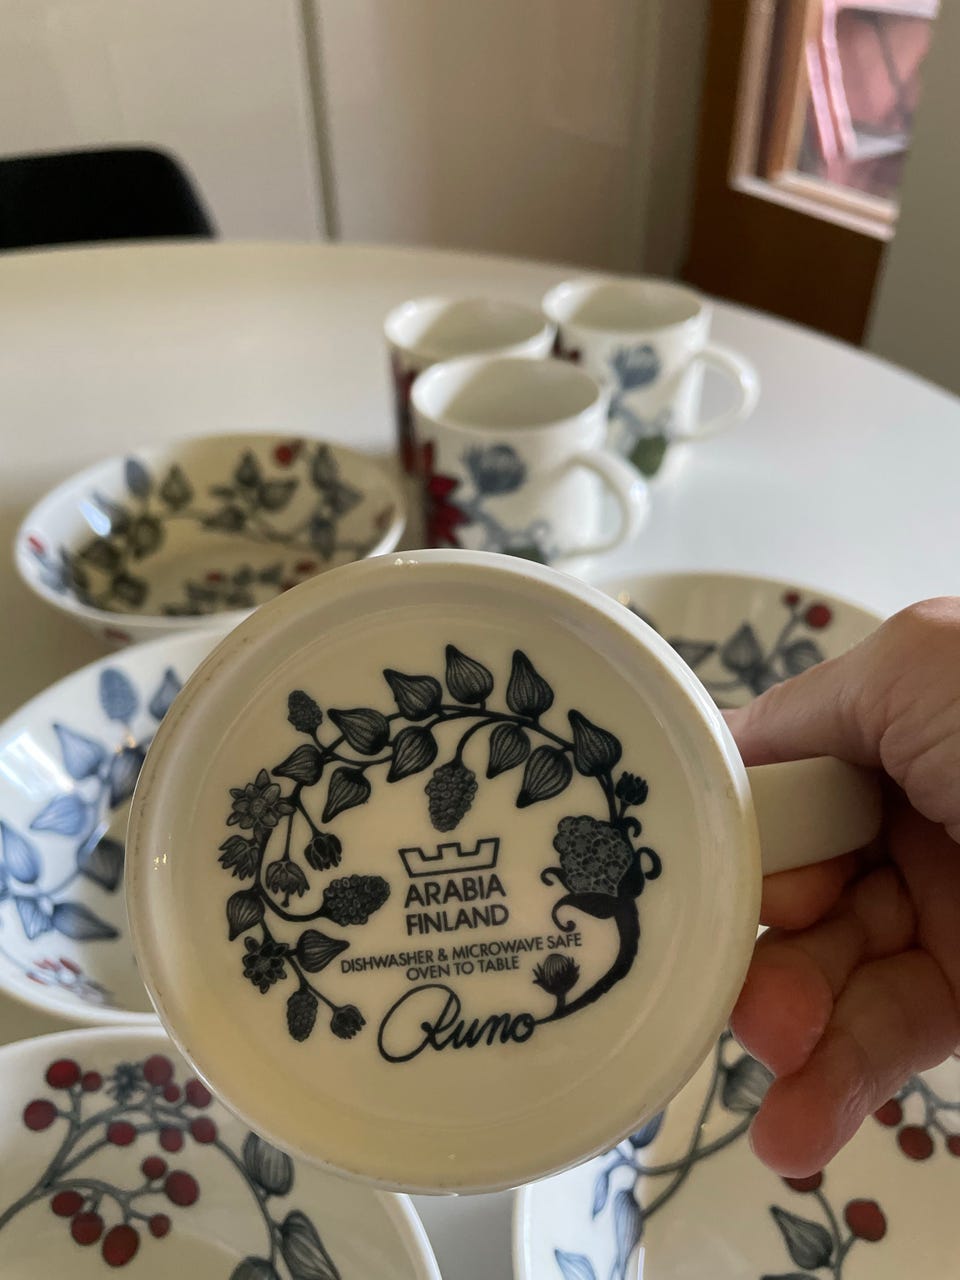 ARABIA
FINLAND
DISHWASHER & MICROWAVE SAFE
OVEN TO TABLE
Runo